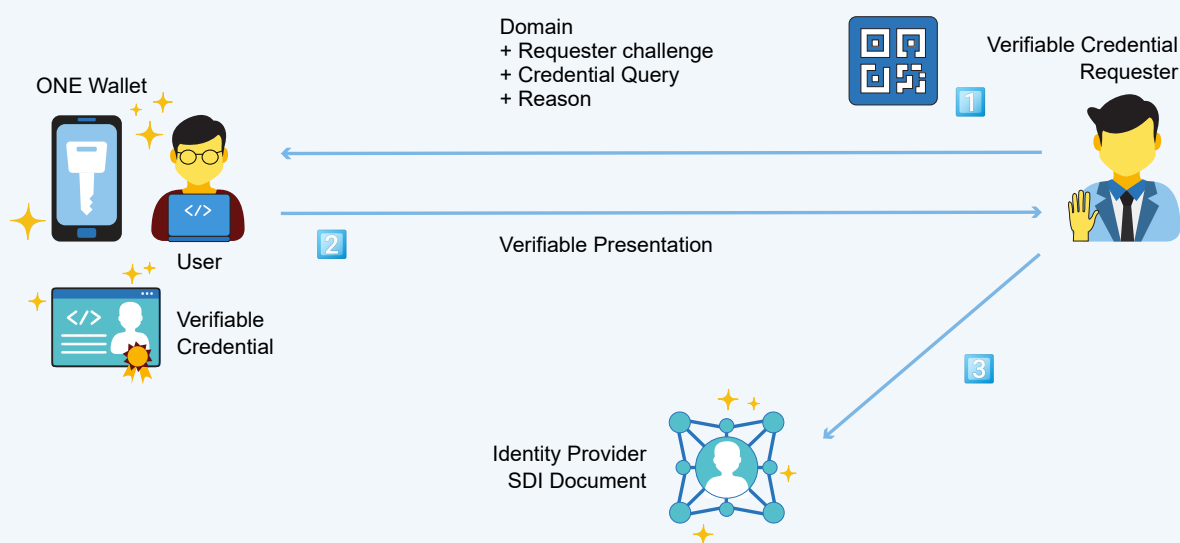 Domain
+ Requester challenge
+ Credential Query
+ Reason
Verifiable Credential
Requester
1
ONE Wallet
</>
2
Verifiable Presentation
User
</>
Verifiable
Credential
3
Identity Provider
SDI Document